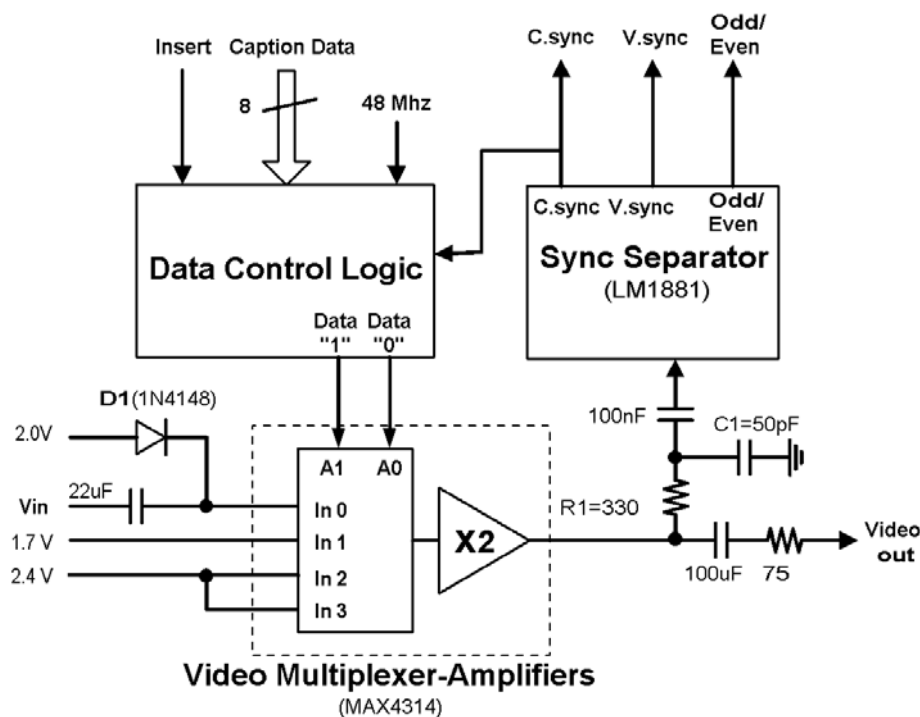 Insert
Caption Data
8
48 Mhz
C.sync
V.sync
Odd/
Even
C.sync
V.sync
Odd/
Even
Data Control Logic
Sync Separator
(LM1881)
Data
"1"
Data
"0"
D1(1N4148)
2.0V
100nF
C1=50pF
A1
A0
22uF
Vin
In 0
R1=330
1.7 V
In 1
X2
Video
out
2.4 V
In 2
100uF
75
In 3
Video Multiplexer-Amplifiers
(MAX4314)